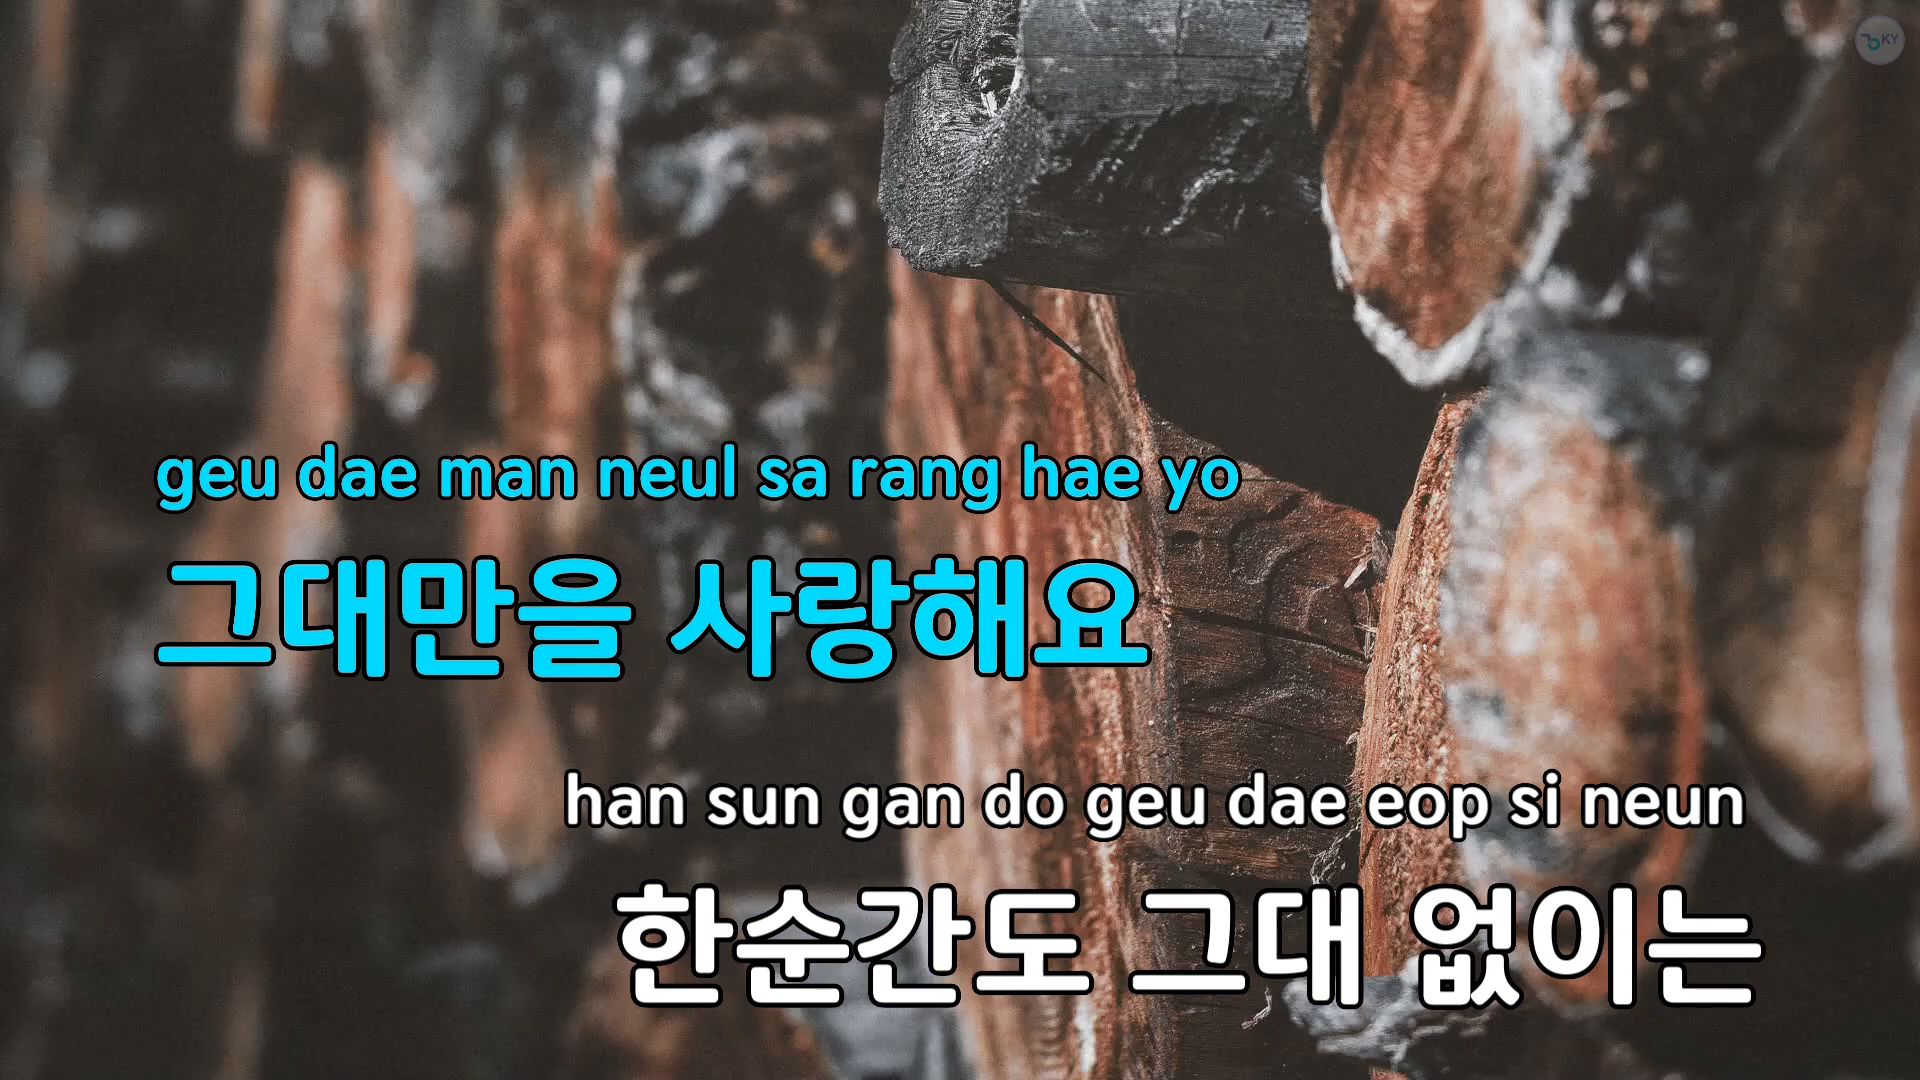 KY
geu dae man neul sa rang hae yo
그대만을 사랑해요
han sun gan do geu dae eop si neun
한순간도 그대 없이는